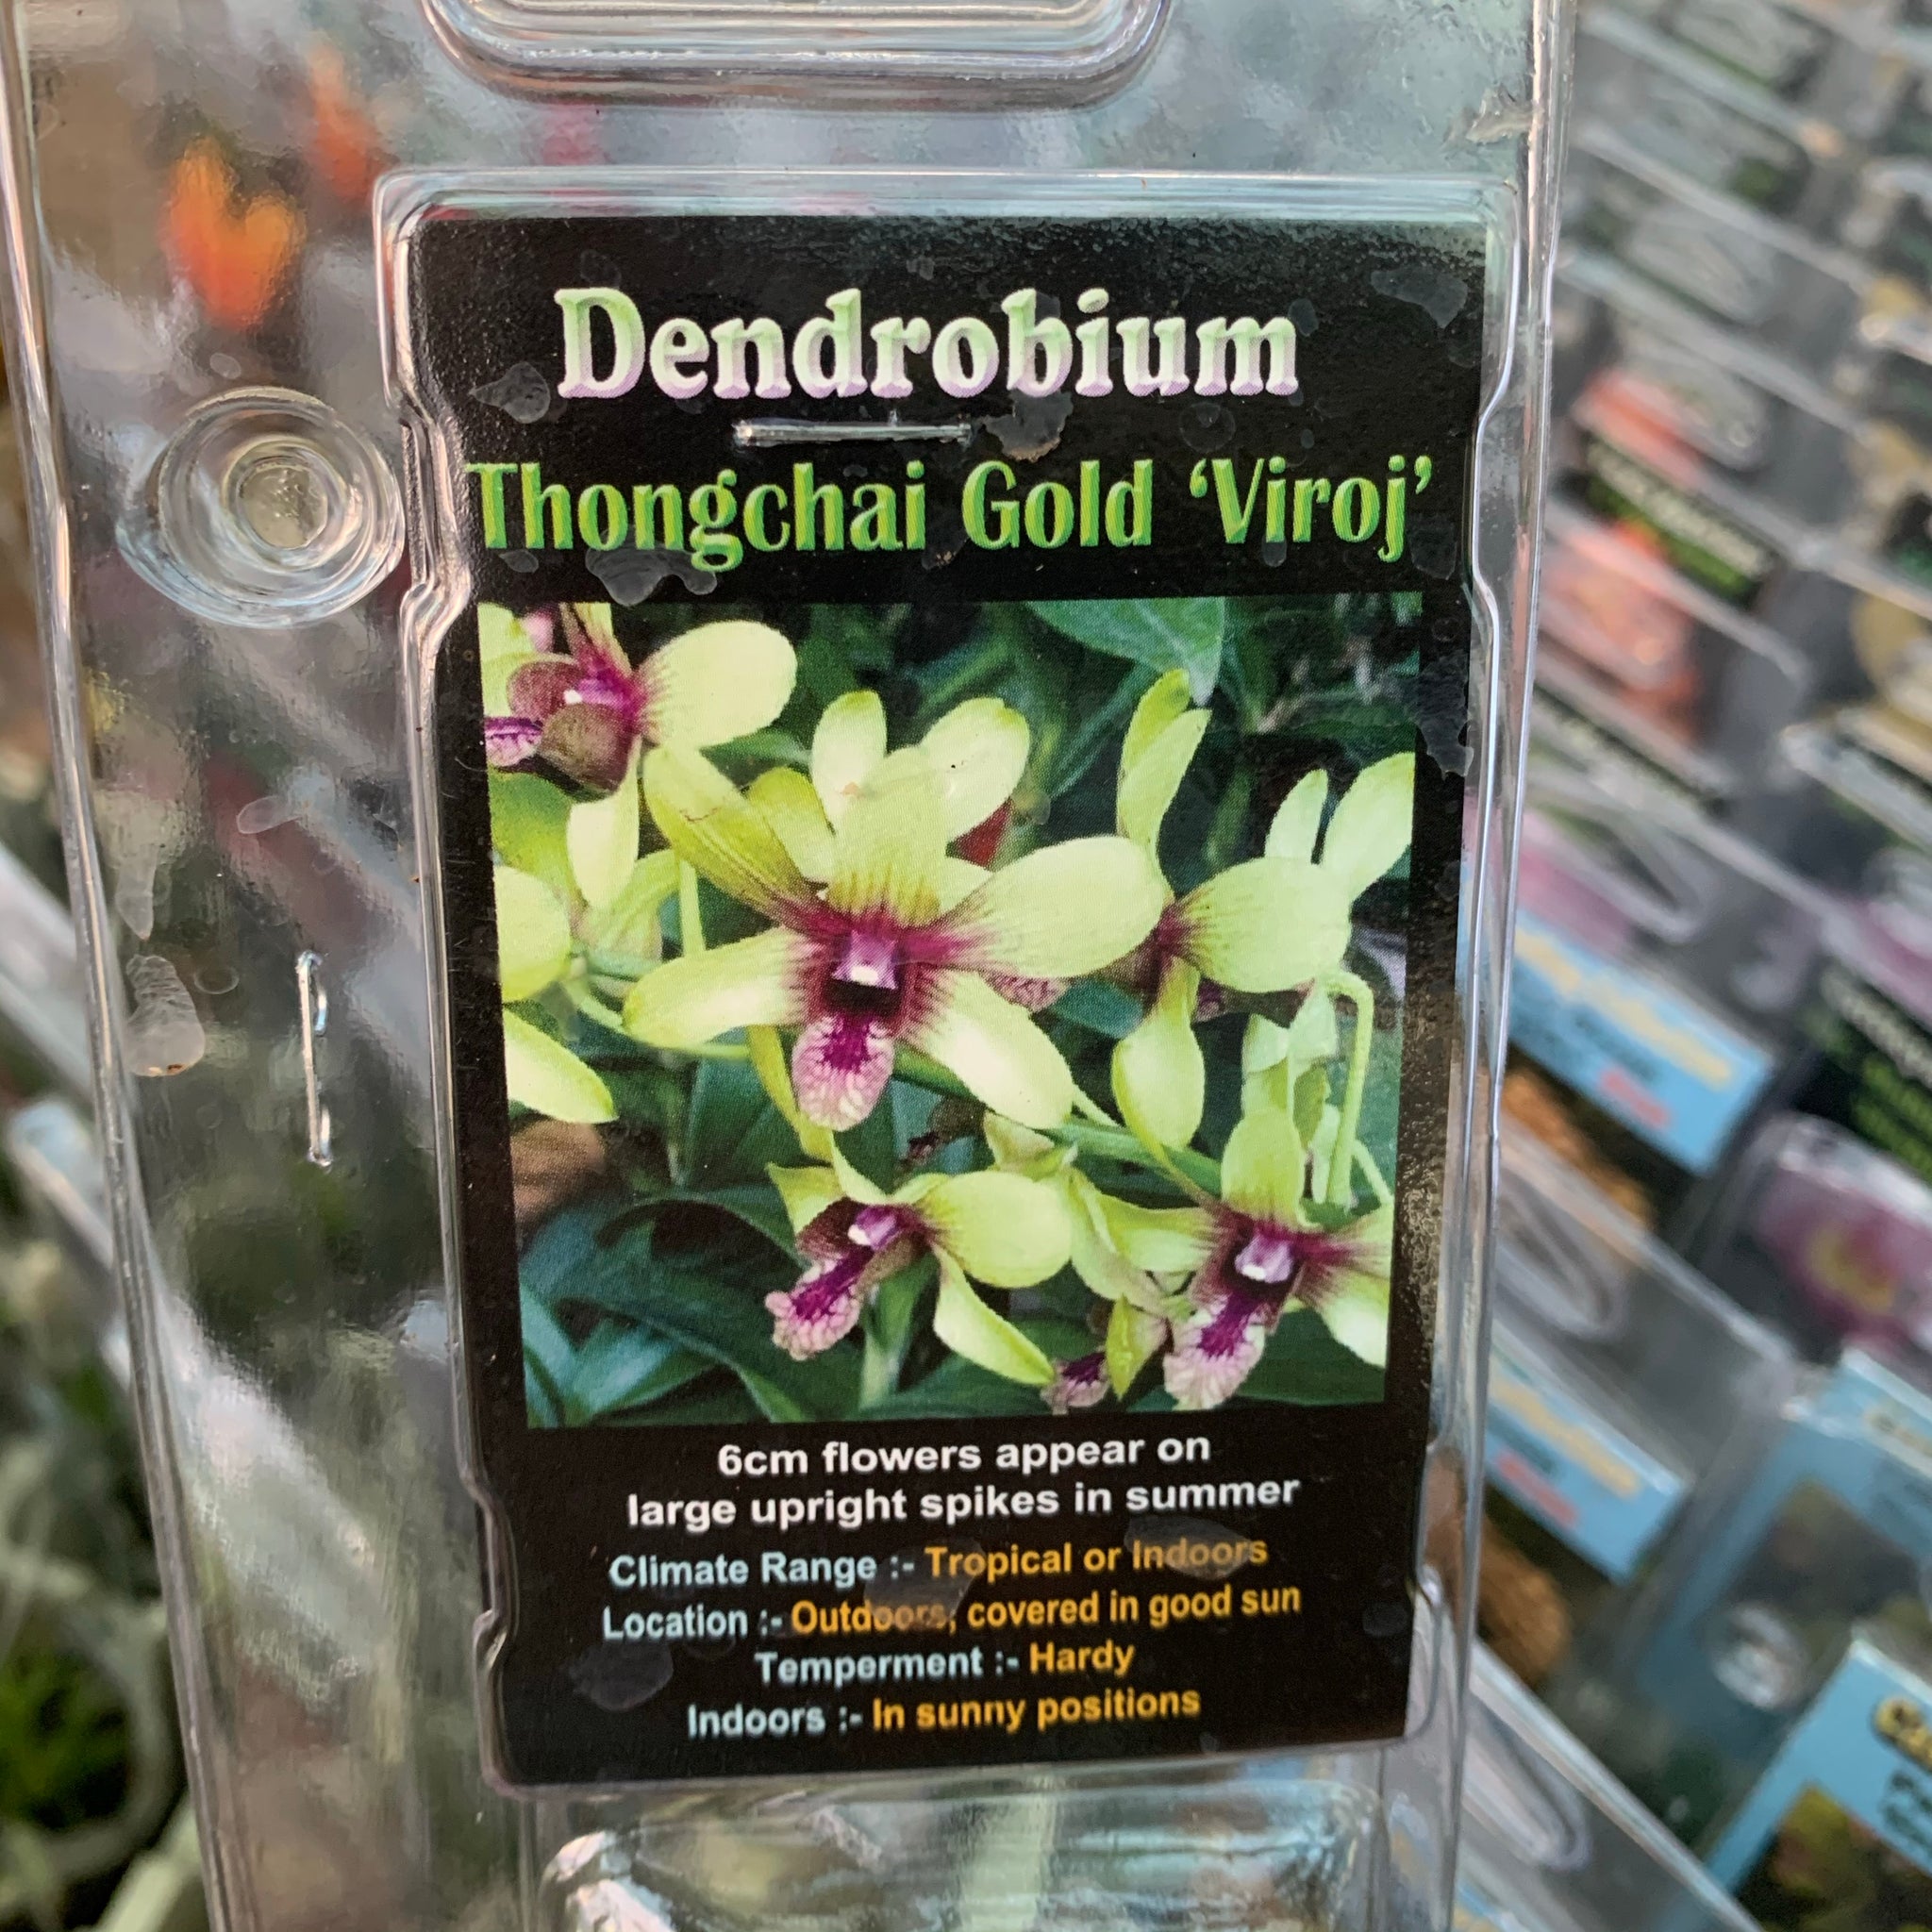 Dendrobium
Thongchai Gold ‘Viroj’
6cm flowers appear on
large upright spikes in summer
Climate Range :- Tropical or Indoors
Location :- Outdoors, covered in good sun
Temperment :- Hardy
Indoors :- In sunny positions